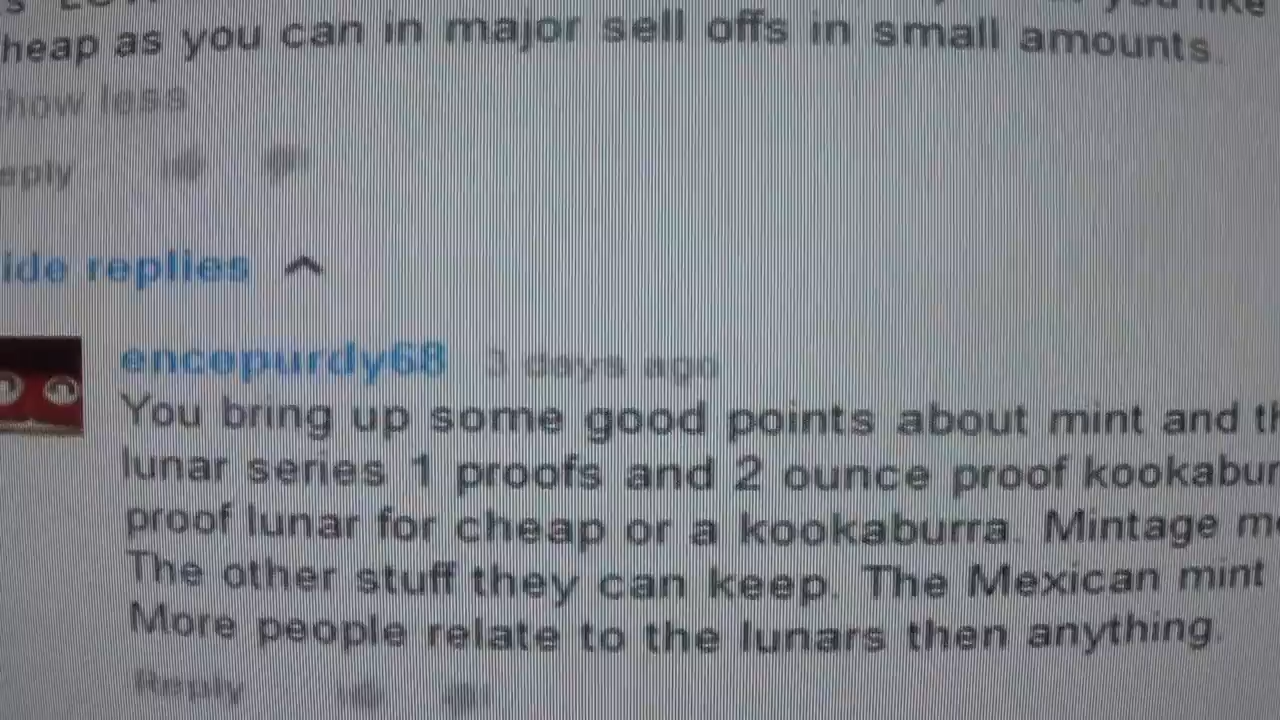 like
heap as you can in major sell offs in small amounts.
how less
eply
ide replies
encopurdy68 3 days ago
You bring up some good points about mint and th
lunar series 1 proofs and 2 ounce proof kookabur
proof lunar for cheap or a kookaburra. Mintage m
The other stuff they can keep. The Mexican mint
More people relate to the lunars then anything.
Reply